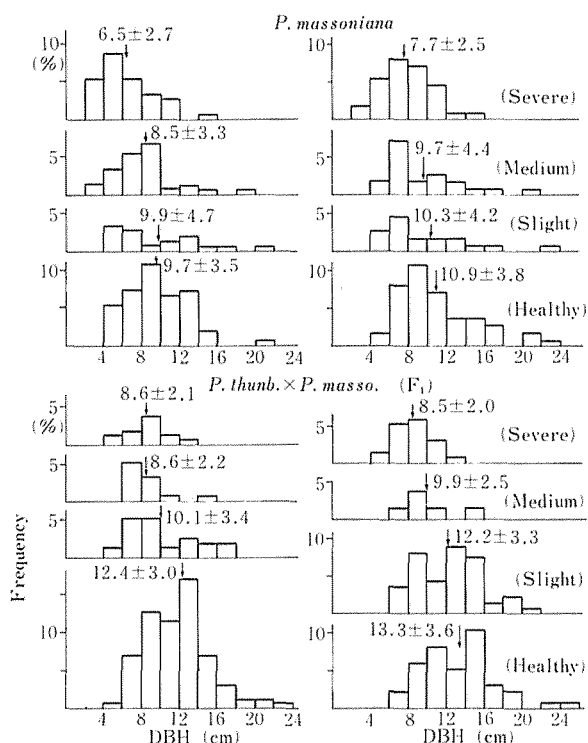 P. massoniana
10 6.5±2.7 10 7.7±2.5
(%) (Severe)
5 8.5±3.3 5 9.7±4.4 (Medium)
5 9.9±4.7 5 10.3±4.2 (Slight)
10 9.7±3.5 10 10.9±3.8 (Healthy)
4 8 12 16 20 24 4 8 12 16 20 24
P. thunb.×P. masso. (F₁)
5 8.6±2.1 5 8.5±2.0
(%) (Severe)
5 8.6±2.2 5 9.9±2.5 (Medium)
5 10.1±3.4 12.2±3.3
10 (Slight)
Frequency
12.4±3.0
10 13.3±3.6
10 (Healthy)
4 8 12 16 20 24 4 8 12 16 20 24
DBH (cm) DBH (cm)